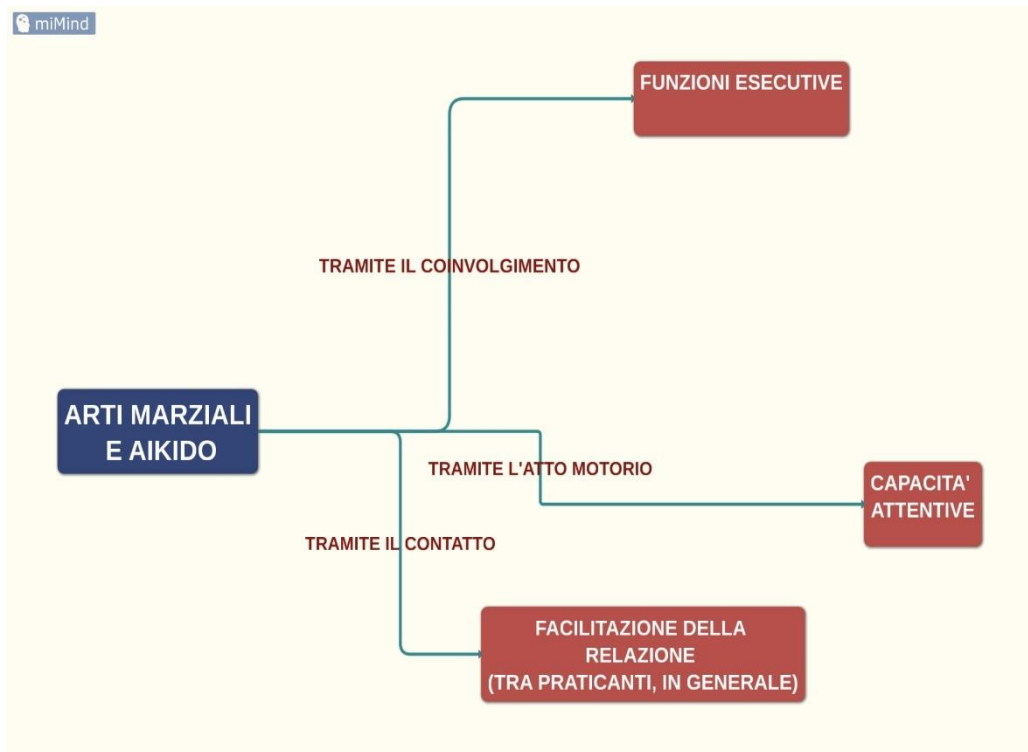 miMind
FUNZIONI ESECUTIVE
TRAMITE IL COINVOLGIMENTO
ARTI MARZIALI
E AIKIDO
TRAMITE L'ATTO MOTORIO
CAPACITA'
ATTENTIVE
TRAMITE IL CONTATTO
FACILITAZIONE DELLA
RELAZIONE
(TRA PRATICANTI, IN GENERALE)